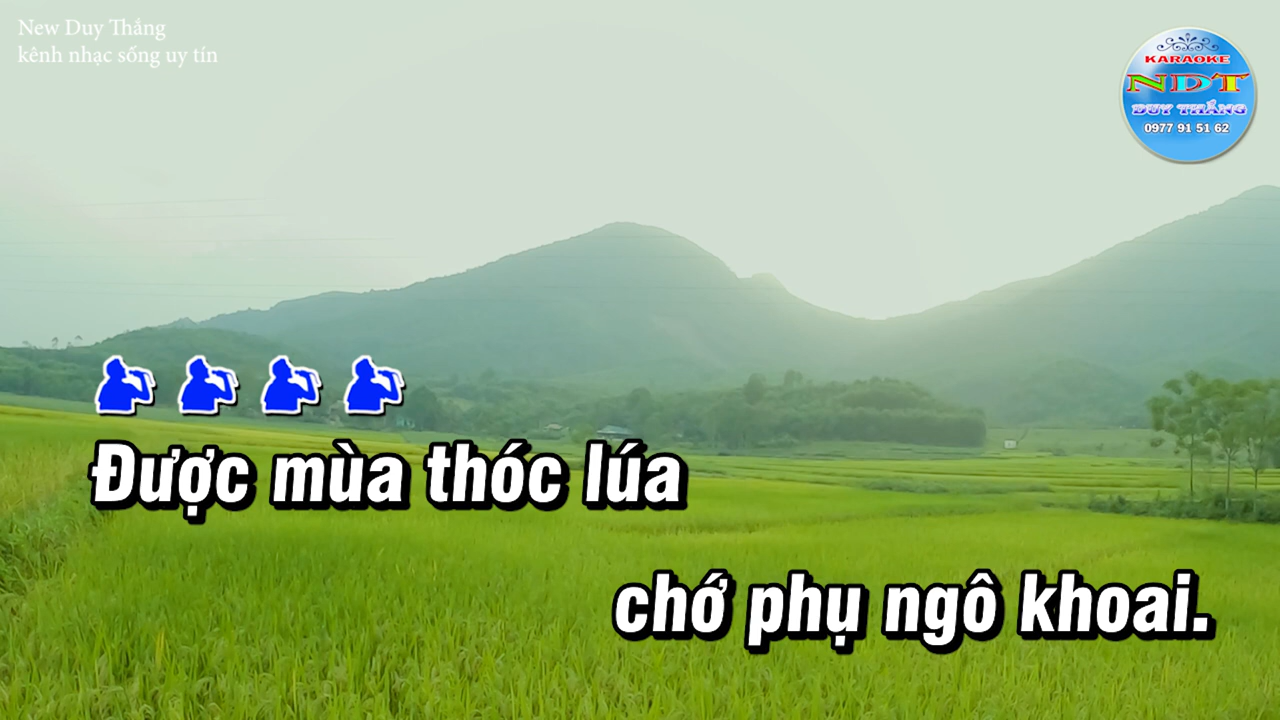 New Duy Thắng
kênh nhạc sống uy tín
KARAOKE
NDT
DUY THẮNG
0977 91 51 62
Được mùa thóc lúa
chớ phụ ngô khoai.